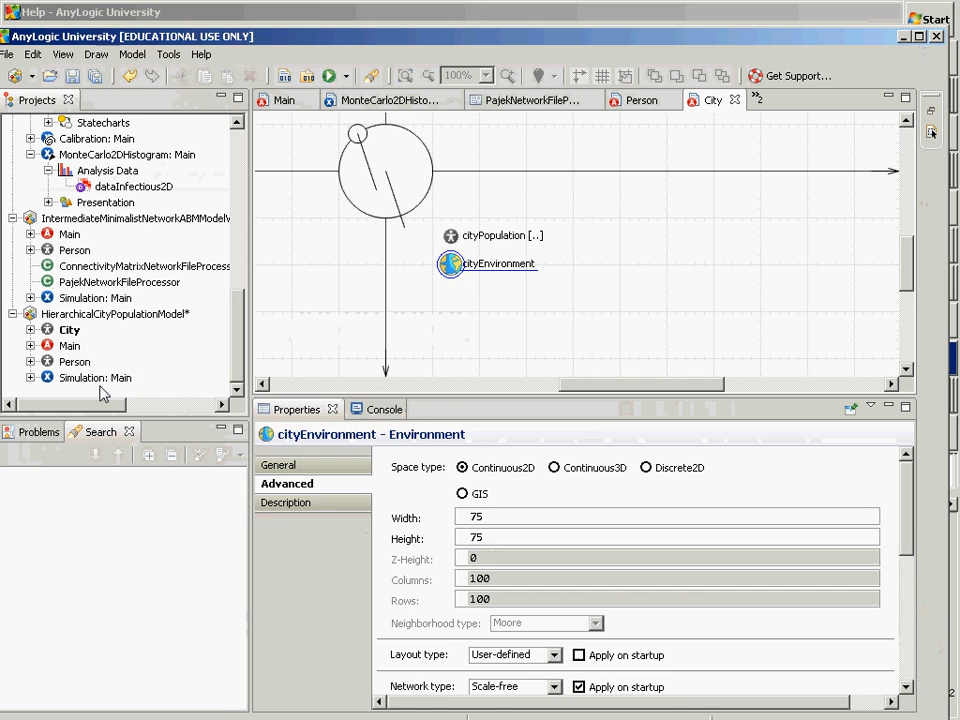 Help - AnyLogic University
Start
AnyLogic University [EDUCATIONAL USE ONLY]
File Edit View Draw Model Tools Help
100% Get Support...
Projects
Main MonteCarlo2DHisto... PajekNetworkFileP... Person City 2
Statecharts
Calibration: Main
MonteCarlo2DHistogram: Main
Analysis Data
dataInfectious2D
Presentation
IntermediateMinimalistNetworkABMModelW
Main
Person
ConnectivityMatrixNetworkFileProcess
PajekNetworkFileProcessor
Simulation: Main
HierarchicalCityPopulationModel*
City
Main
Person
Simulation: Main
cityPopulation [..]
cityEnvironment
Problems Search
Properties Console
cityEnvironment - Environment
General
Advanced
Description
Space type: Continuous2D Continuous3D Discrete2D
GIS
Width: 75
Height: 75
Z-Height: 0
Columns: 100
Rows: 100
Neighborhood type: Moore
Layout type: User-defined Apply on startup
Network type: Scale-free Apply on startup
2